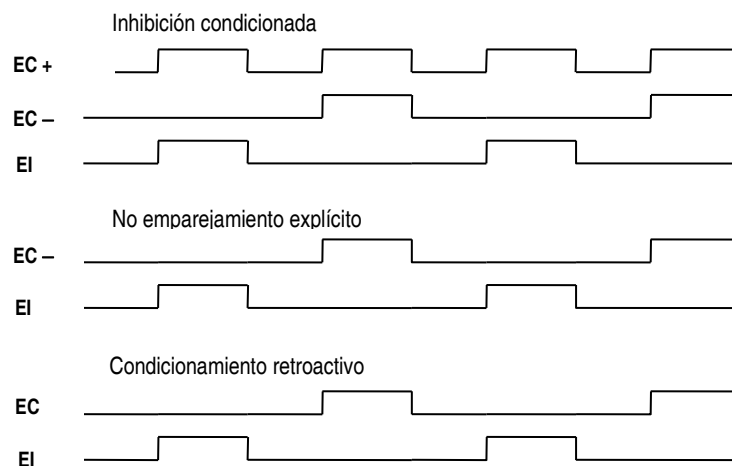 Inhibición condicionada
EC +
EC –
EI
No emparejamiento explícito
EC –
EI
Condicionamiento retroactivo
EC
EI